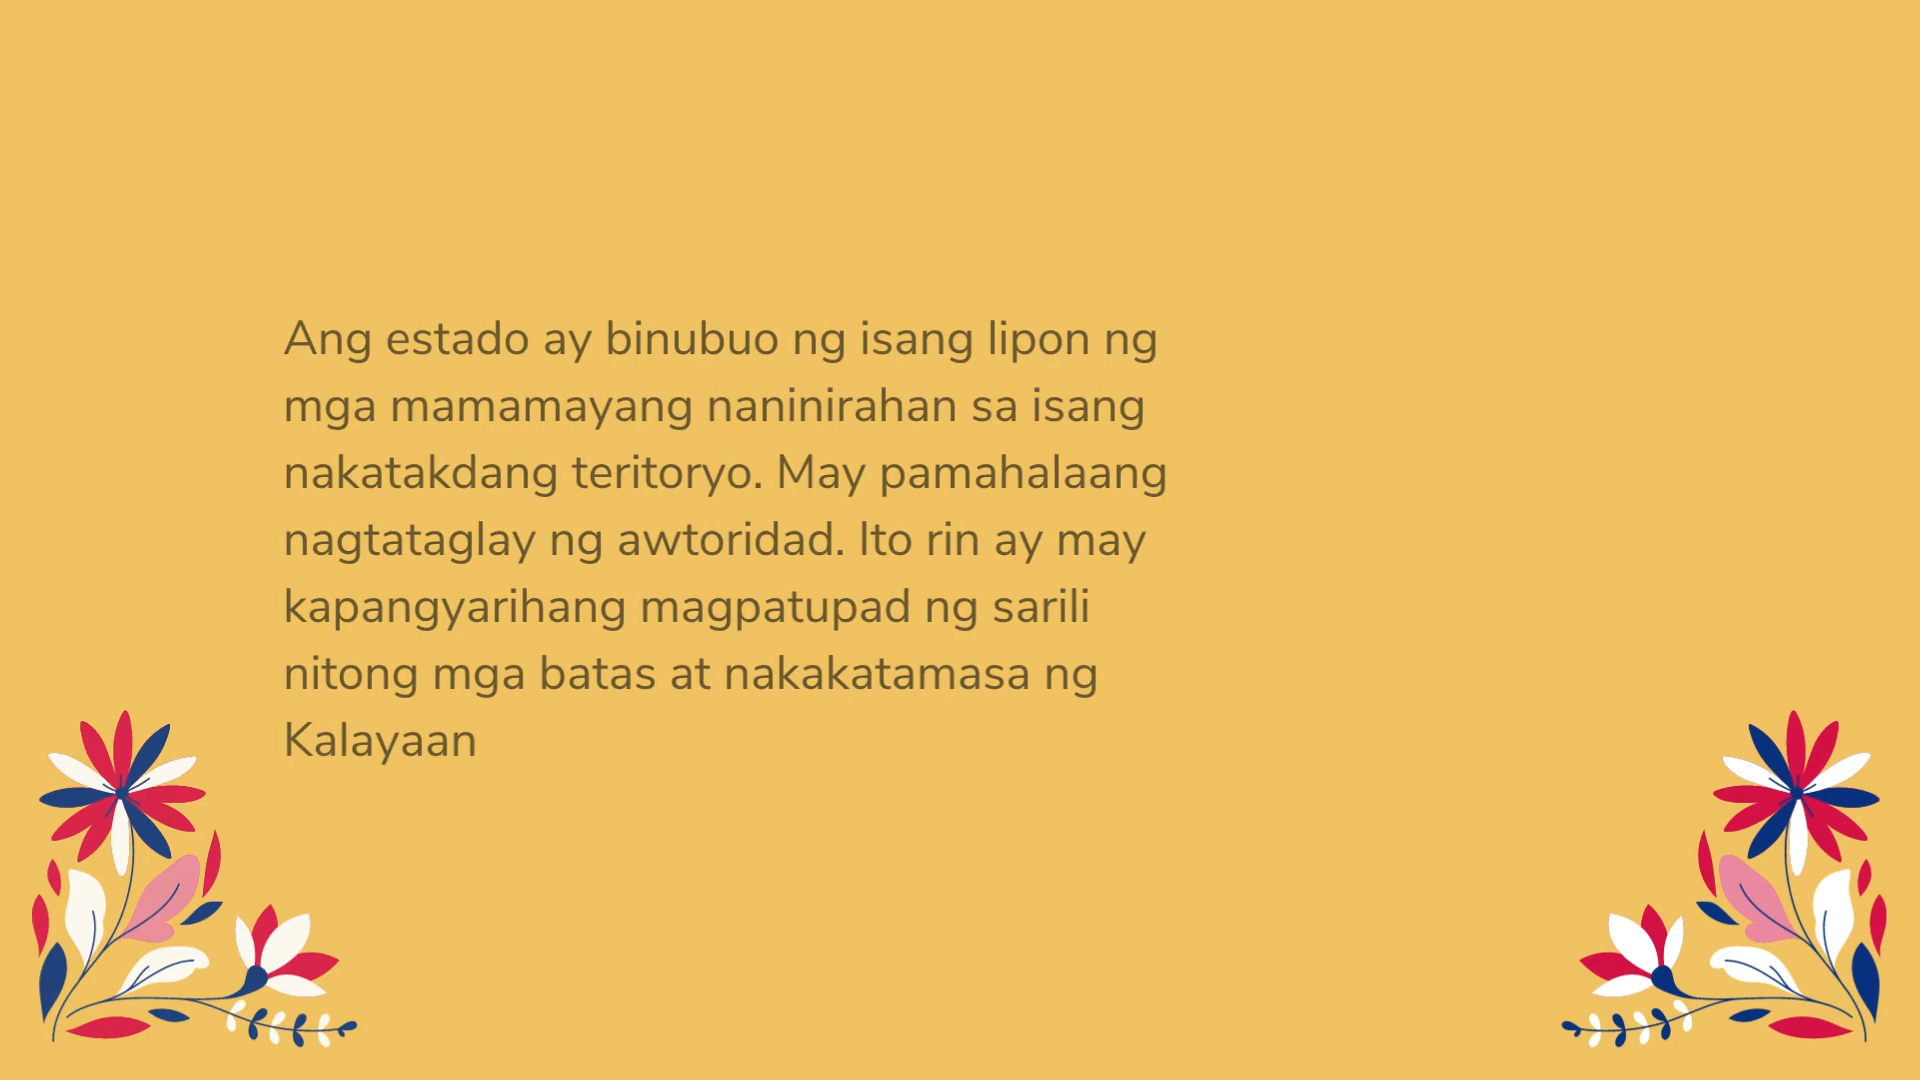 Ang estado ay binubuo ng isang lipon ng
mga mamamayang naninirahan sa isang
nakatakdang teritoryo. May pamahalaang
nagtataglay ng awtoridad. Ito rin ay may
kapangyarihang magpatupad ng sarili
nitong mga batas at nakakatamasa ng
Kalayaan